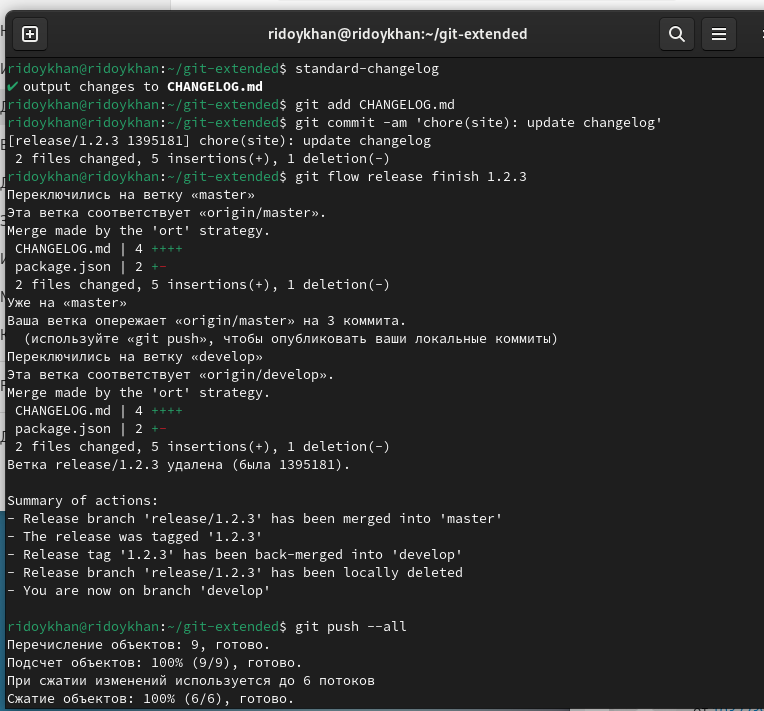 ridoykhan@ridoykhan:~/git-extended
ridoykhan@ridoykhan:~/git-extended$ standard-changelog
✔ output changes to CHANGELOG.md
ridoykhan@ridoykhan:~/git-extended$ git add CHANGELOG.md
ridoykhan@ridoykhan:~/git-extended$ git commit -am 'chore(site): update changelog'
[release/1.2.3 1395181] chore(site): update changelog
 2 files changed, 5 insertions(+), 1 deletion(-)
ridoykhan@ridoykhan:~/git-extended$ git flow release finish 1.2.3
Переключились на ветку «master»
Эта ветка соответствует «origin/master».
Merge made by the 'ort' strategy.
 CHANGELOG.md | 4 ++++
 package.json | 2 +-
 2 files changed, 5 insertions(+), 1 deletion(-)
Уже на «master»
Ваша ветка опережает «origin/master» на 3 коммита.
  (используйте «git push», чтобы опубликовать ваши локальные коммиты)
Переключились на ветку «develop»
Эта ветка соответствует «origin/develop».
Merge made by the 'ort' strategy.
 CHANGELOG.md | 4 ++++
 package.json | 2 +-
 2 files changed, 5 insertions(+), 1 deletion(-)
Ветка release/1.2.3 удалена (была 1395181).
Summary of actions:
- Release branch 'release/1.2.3' has been merged into 'master'
- The release was tagged '1.2.3'
- Release tag '1.2.3' has been back-merged into 'develop'
- Release branch 'release/1.2.3' has been locally deleted
- You are now on branch 'develop'
ridoykhan@ridoykhan:~/git-extended$ git push --all
Перечисление объектов: 9, готово.
Подсчет объектов: 100% (9/9), готово.
При сжатии изменений используется до 6 потоков
Сжатие объектов: 100% (6/6), готово.